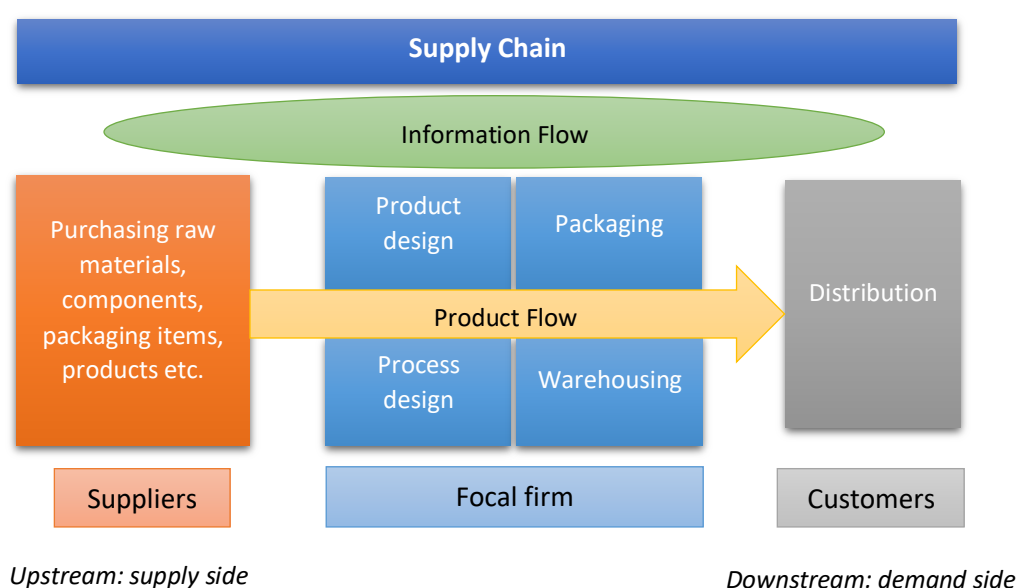 Supply Chain
Information Flow
Purchasing raw
materials,
components,
packaging items,
products etc.
Product
design
Packaging
Product Flow
Process
design
Warehousing
Distribution
Suppliers
Focal firm
Customers
Upstream: supply side
Downstream: demand side